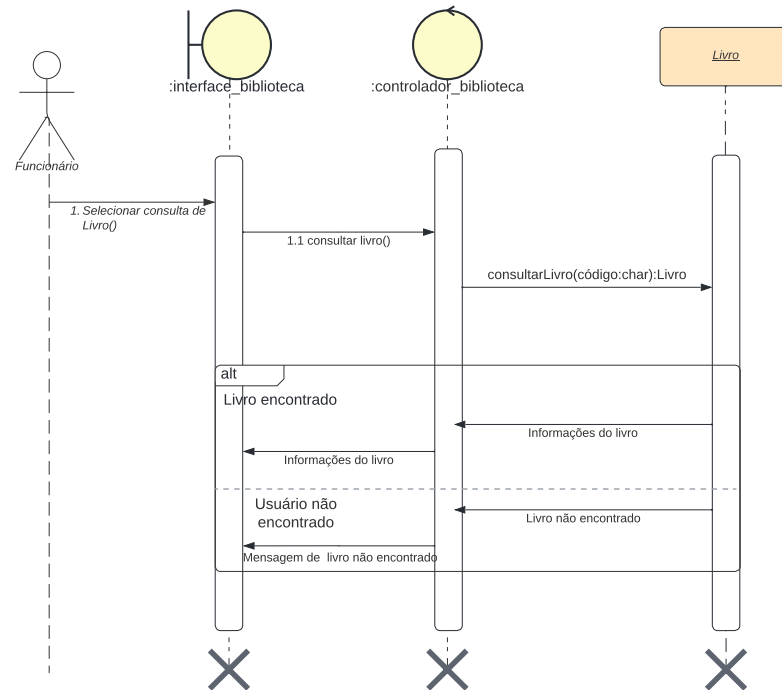 Livro
:interface_biblioteca
:controlador_biblioteca
Funcionário
1. Selecionar consulta de
Livro()
1.1 consultar livro()
consultarLivro(código:char):Livro
alt
Livro encontrado
Informações do livro
Informações do livro
Usuário não
encontrado
Livro não encontrado
Mensagem de livro não encontrado